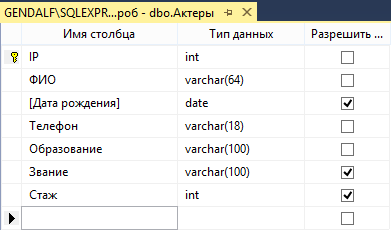 GENDALF\SQLEXPR...роб - dbo.Актеры
Имя столбца Тип данных Разрешить ...
IP int
ФИО varchar(64)
[Дата рождения] date
Телефон varchar(18)
Образование varchar(100)
Звание varchar(100)
Стаж int